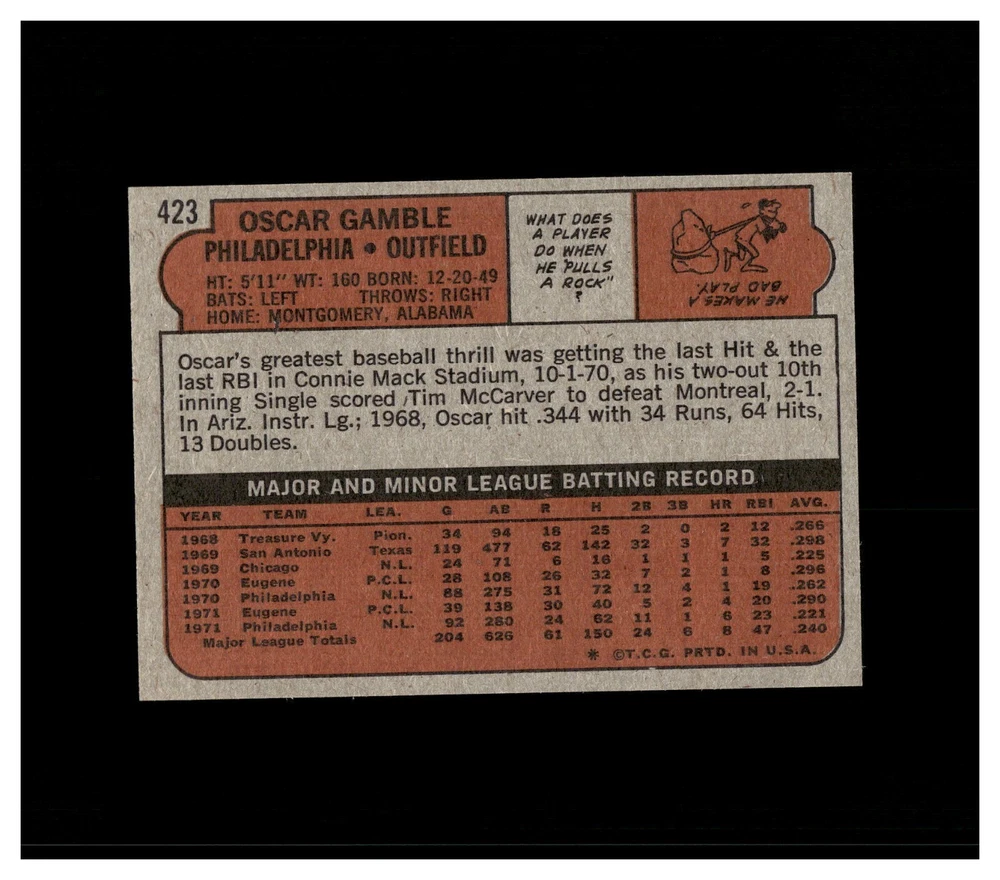 423
OSCAR GAMBLE
PHILADELPHIA • OUTFIELD
HT: 5'11" WT: 160 BORN: 12-20-49
BATS: LEFT THROWS: RIGHT
HOME: MONTGOMERY, ALABAMA
WHAT DOES
A PLAYER
DO WHEN
HE PULLS
A ROCK"
?
HE MAKES A
BAD PLAY.
Oscar's greatest baseball thrill was getting the last Hit & the
last RBI in Connie Mack Stadium, 10-1-70, as his two-out 10th
inning Single scored Tim McCarver to defeat Montreal, 2-1.
In Ariz. Instr. Lg.; 1968, Oscar hit .344 with 34 Runs, 64 Hits,
13 Doubles.
MAJOR AND MINOR LEAGUE BATTING RECORD
YEAR TEAM LEA. G AB R H 2B 3B HR RBI AVG.
1968 Treasure Vy. Pion. 34 94 18 25 2 0 2 12 .266
1969 San Antonio Texas 119 477 62 142 32 3 7 32 .298
1969 Chicago N.L. 24 71 6 16 1 1 1 5 .225
1970 Eugene P.C.L. 28 108 26 32 7 2 1 8 .296
1970 Philadelphia N.L. 88 275 31 72 12 4 1 19 .262
1971 Eugene P.C.L. 39 138 30 40 5 2 4 20 .290
1971 Philadelphia N.L. 92 280 24 62 11 1 6 23 .221
Major League Totals 204 626 61 150 24 6 8 47 .240
* ©T.C.G. PRTD. IN U.S.A.